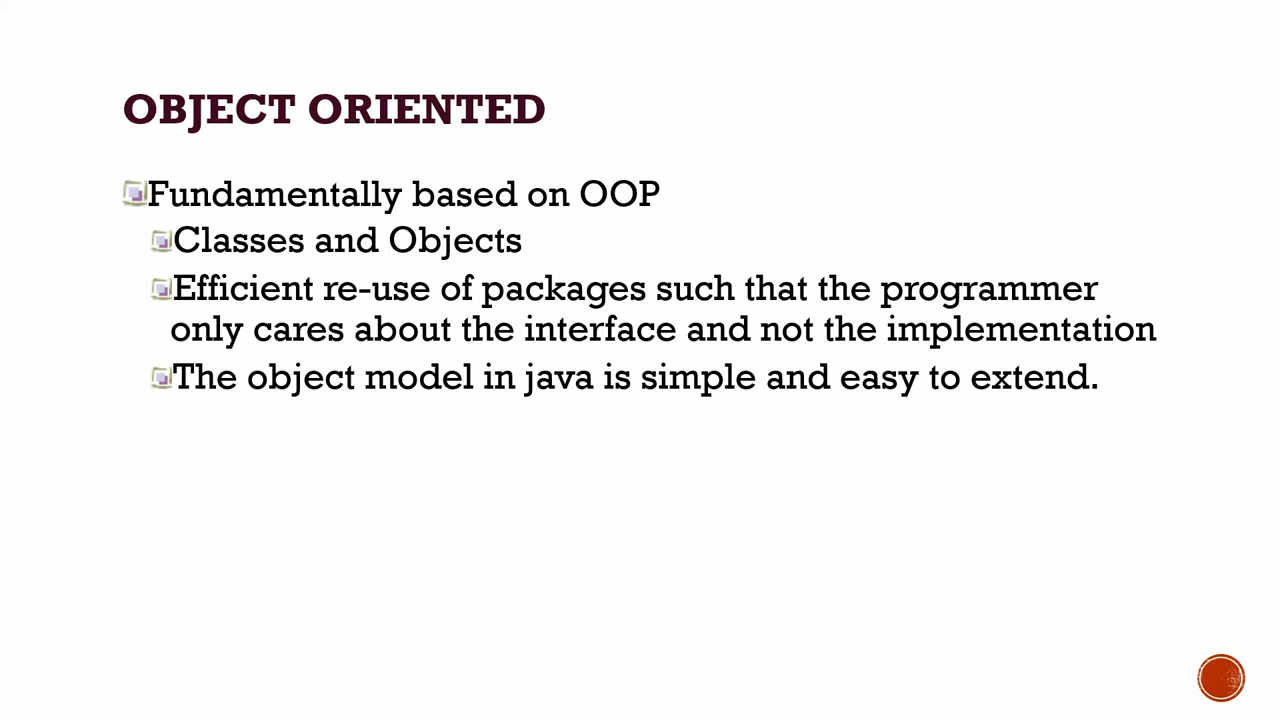 OBJECT ORIENTED
Fundamentally based on OOP
Classes and Objects
Efficient re-use of packages such that the programmer
only cares about the interface and not the implementation
The object model in java is simple and easy to extend.